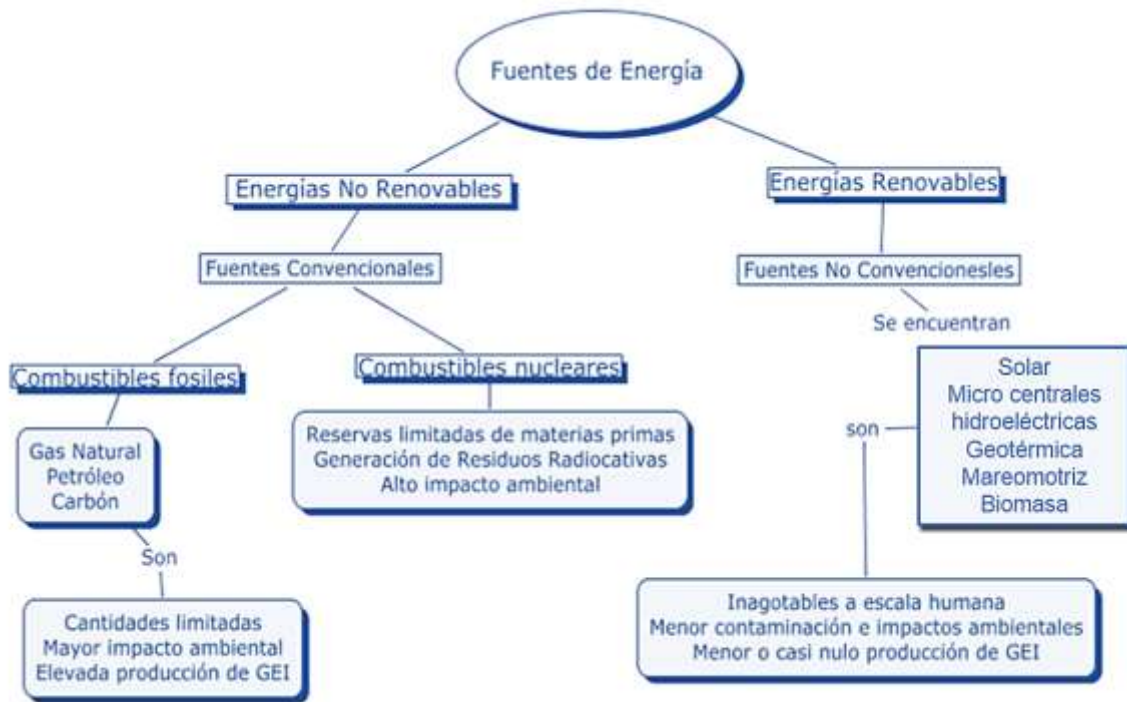 Fuentes de Energía
Energías No Renovables
Energías Renovables
Fuentes Convencionales
Fuentes No Convencionesles
Se encuentran
Combustibles fosiles
Combustibles nucleares
Solar
Micro centrales
hidroeléctricas
Geotérmica
Mareomotriz
Biomasa
son
Gas Natural
Petróleo
Carbón
Reservas limitadas de materias primas
Generación de Residuos Radiocativas
Alto impacto ambiental
Son
Cantidades limitadas
Mayor impacto ambiental
Elevada producción de GEI
Inagotables a escala humana
Menor contaminación e impactos ambientales
Menor o casi nulo producción de GEI